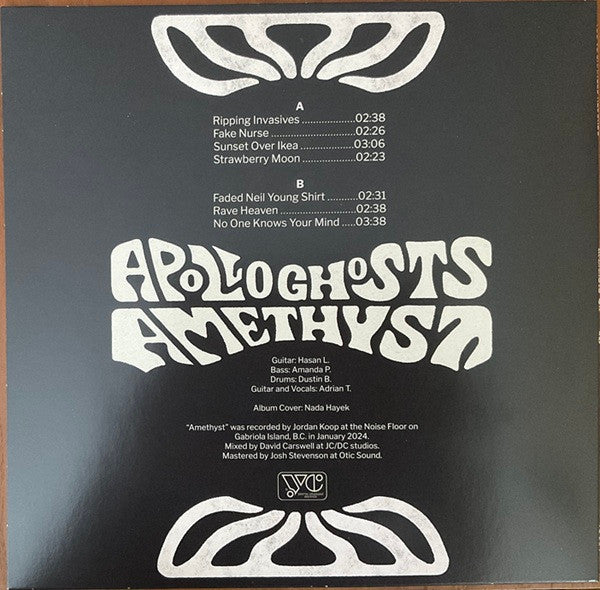 A
Ripping Invasives ...................02:38
Fake Nurse .............................02:26
Sunset Over Ikea ....................03:06
Strawberry Moon ....................02:23
B
Faded Neil Young Shirt ..........02:31
Rave Heaven ..........................02:38
No One Knows Your Mind .....03:38
APOLLO GHOSTS
AMETHYST
Guitar: Hasan L.
Bass: Amanda P.
Drums: Dustin B.
Guitar and Vocals: Adrian T.
Album Cover: Nada Hayek
“Amethyst” was recorded by Jordan Koop at the Noise Floor on
Gabriola Island, B.C. in January 2024.
Mixed by David Carswell at JC/DC studios.
Mastered by Josh Stevenson at Otic Sound.